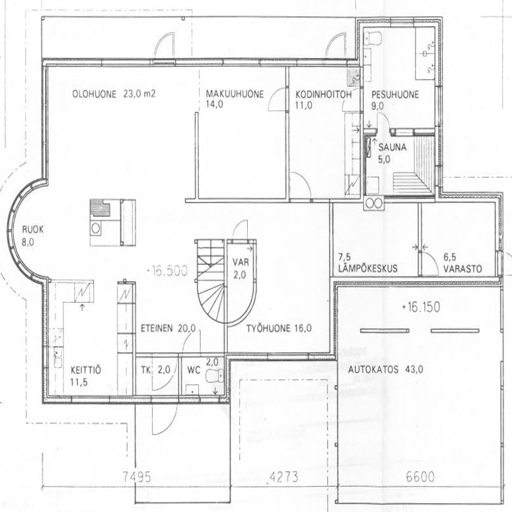 OLOHUONE 23,0 m2
MAKUUHUONE
14,0
KODINHOITOH
11,0
PESUHUONE
9,0
SAUNA
5,0
RUOK
8,0
+16.500
VAR
2,0
7,5
LÄMPÖKESKUS
6,5
VARASTO
+16.150
ETEINEN 20,0
TYÖHUONE 16,0
KEITTIÖ
11,5
TK 2,0
WC 2,0
AUTOKATOS 43,0
7495
4273
6600